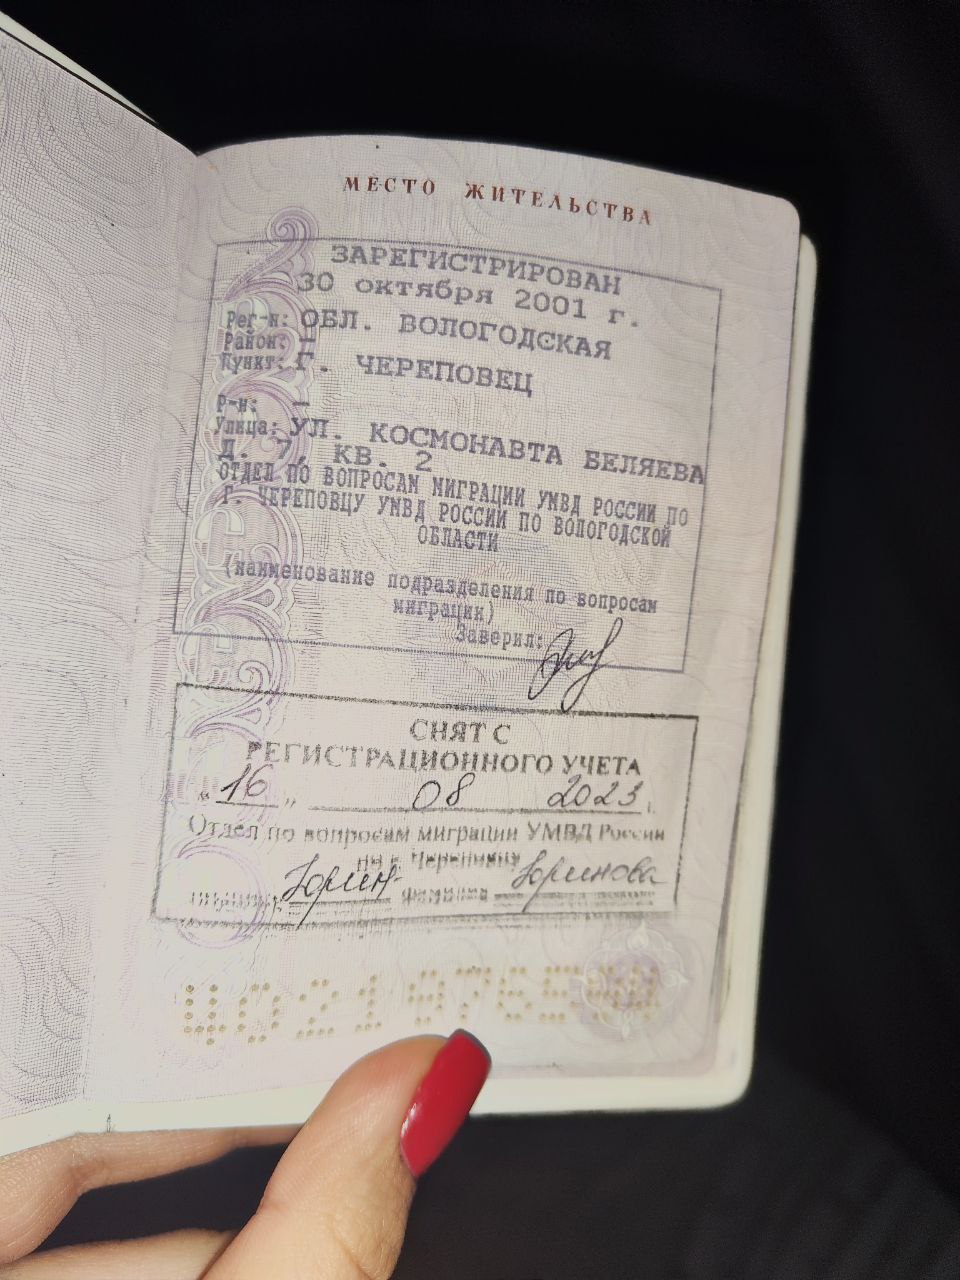 МЕСТО ЖИТЕЛЬСТВА
ЗАРЕГИСТРИРОВАН
30 октября 2001 г.
Рег-н: ОБЛ. ВОЛОГОДСКАЯ
Район: –
Пункт: Г. ЧЕРЕПОВЕЦ
Р-н: –
Улица: УЛ. КОСМОНАВТА БЕЛЯЕВА
Д. 7, КВ. 2
ОТДЕЛ ПО ВОПРОСАМ МИГРАЦИИ УМВД РОССИИ ПО
Г. ЧЕРЕПОВЦУ УМВД РОССИИ ПО ВОЛОГОДСКОЙ
ОБЛАСТИ
(наименование подразделения по вопросам
миграции)
Заверил:
СНЯТ С
РЕГИСТРАЦИОННОГО УЧЕТА
„ 16 „ 08 2023 г.
Отдел по вопросам миграции УМВД России
по г. Череповцу
Юрин- фамилия Юринова